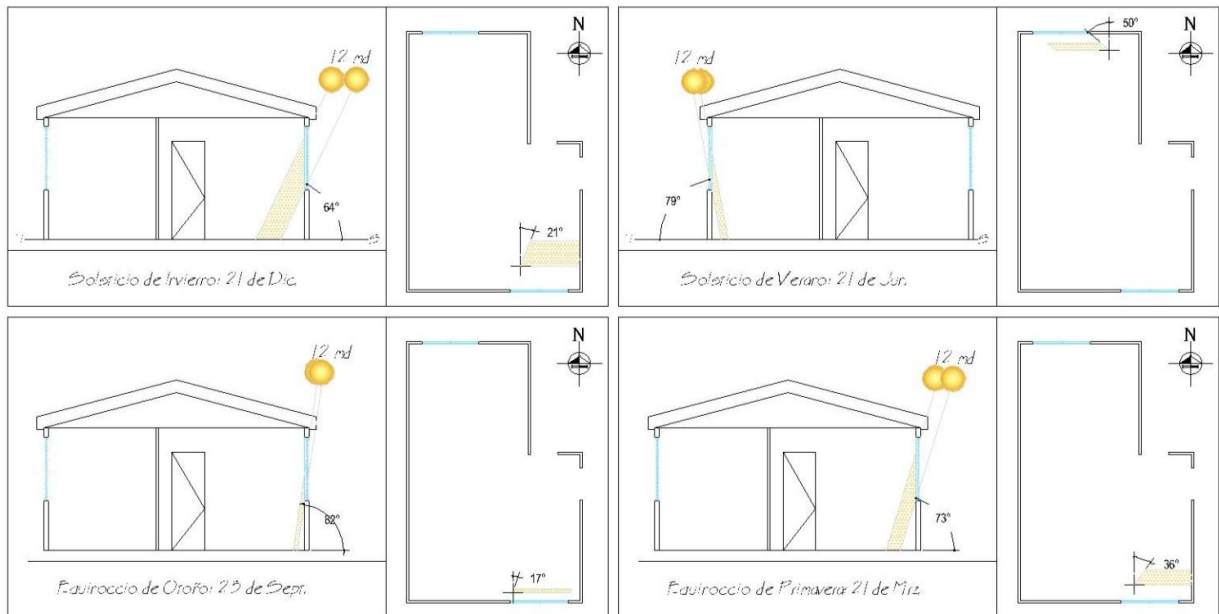 12 md
64°
Solsticio de Invierno: 21 de Dic.
N
21°
12 md
79°
Solsticio de Verano: 21 de Jun.
50°
N
12 md
82°
Equinoccio de Otoño: 23 de Sept.
N
17°
12 md
73°
Equinoccio de Primavera: 21 de Mrz.
N
36°